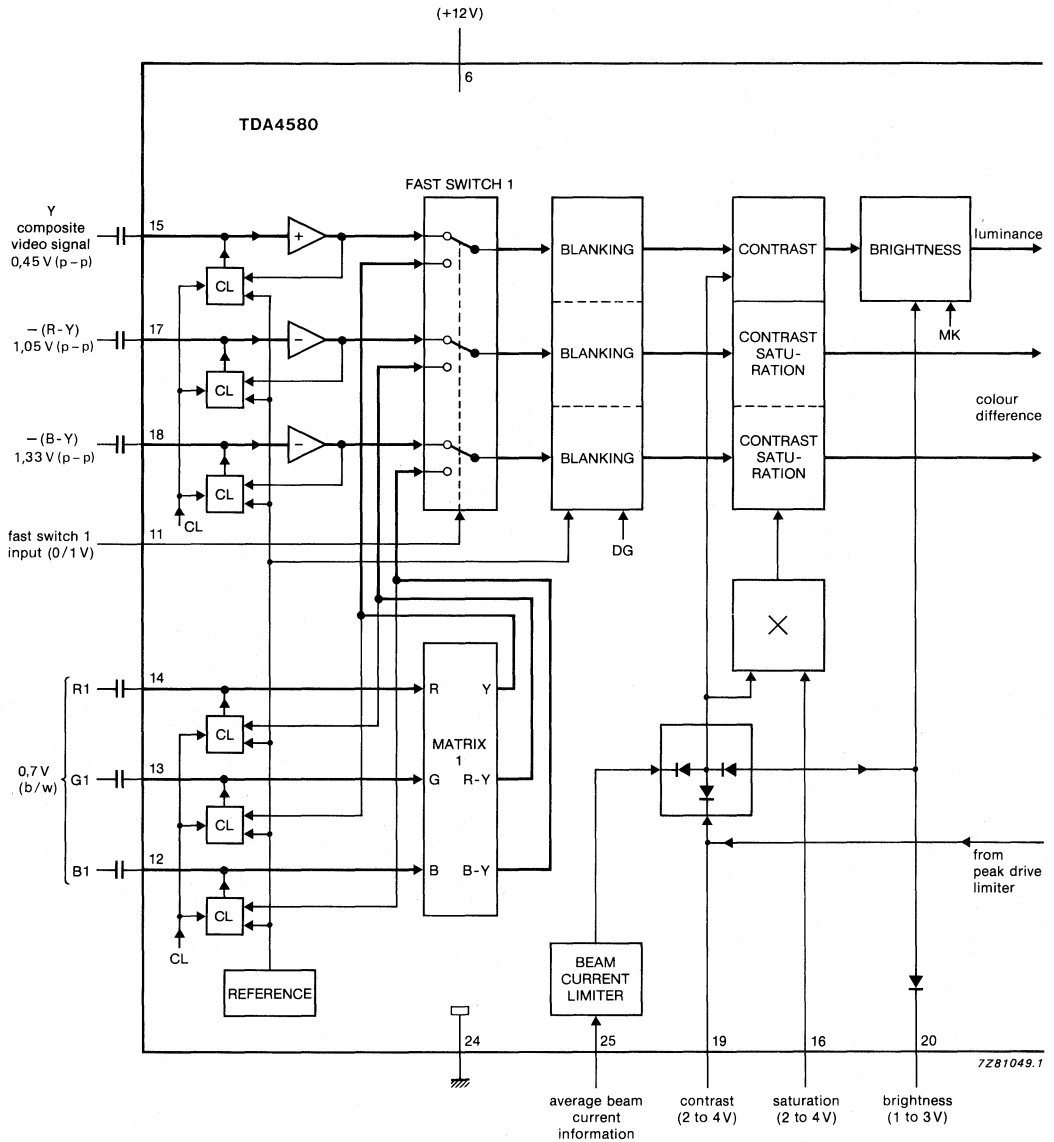 (+12V)
6
TDA4580
FAST SWITCH 1
Y
composite
video signal
0,45 V (p–p)
15
+
CL
BLANKING
CONTRAST
BRIGHTNESS
luminance
MK
–(R-Y)
1,05 V (p–p)
17
–
CL
BLANKING
CONTRAST
SATU-
RATION
colour
difference
–(B-Y)
1,33 V (p–p)
18
–
CL
BLANKING
CONTRAST
SATU-
RATION
CL
fast switch 1
input (0/1 V)
11
DG
×
0,7 V
(b/w)
R1
14
CL
G1
13
CL
B1
12
CL
CL
R
Y
MATRIX
1
G
R-Y
B
B-Y
from
peak drive
limiter
REFERENCE
BEAM
CURRENT
LIMITER
24
25
19
16
20
7Z81049.1
average beam
current
information
contrast
(2 to 4V)
saturation
(2 to 4V)
brightness
(1 to 3V)